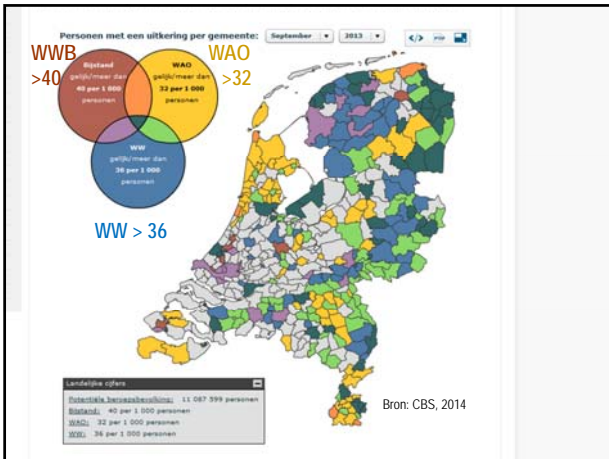 Personen met een uitkering per gemeente: September 2013 </> PDF
WWB
>40
WAO
>32
Bijstand
gelijk/meer dan
40 per 1 000
personen
WAO
gelijk/meer dan
32 per 1 000
personen
WW
gelijk/meer dan
36 per 1 000
personen
WW > 36
Landelijke cijfers
Potentiële beroepsbevolking: 11 087 599 personen
Bijstand: 40 per 1 000 personen
WAO: 32 per 1 000 personen
WW: 36 per 1 000 personen
Bron: CBS, 2014